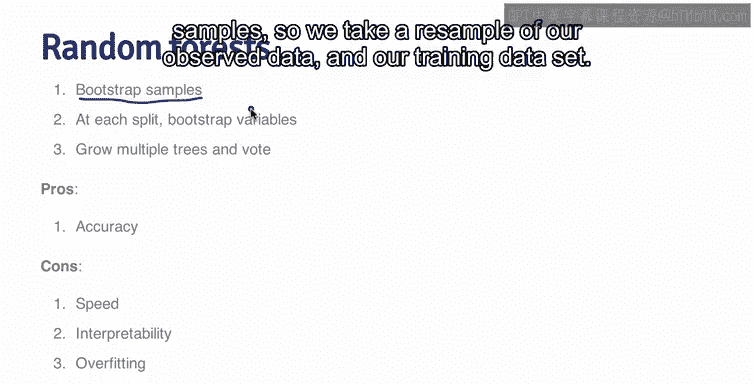 samples, so we take a resample of our
observed data, and our training data set.
Random forests
1. Bootstrap samples
2. At each split, bootstrap variables
3. Grow multiple trees and vote
Pros:
1. Accuracy
Cons:
1. Speed
2. Interpretability
3. Overfitting